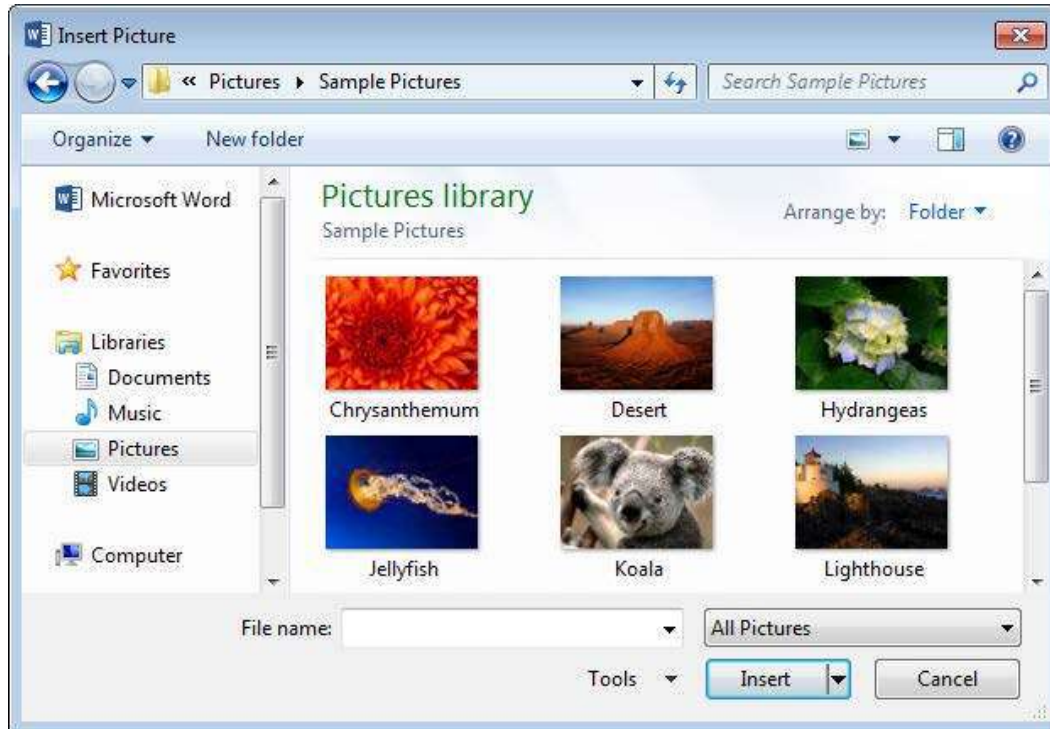 Insert Picture
« Pictures Sample Pictures
Search Sample Pictures
Organize New folder
Microsoft Word
Favorites
Libraries
Documents
Music
Pictures
Videos
Computer
Pictures library
Sample Pictures
Arrange by: Folder
Chrysanthemum Desert Hydrangeas
Jellyfish Koala Lighthouse
File name: All Pictures
Tools Insert Cancel